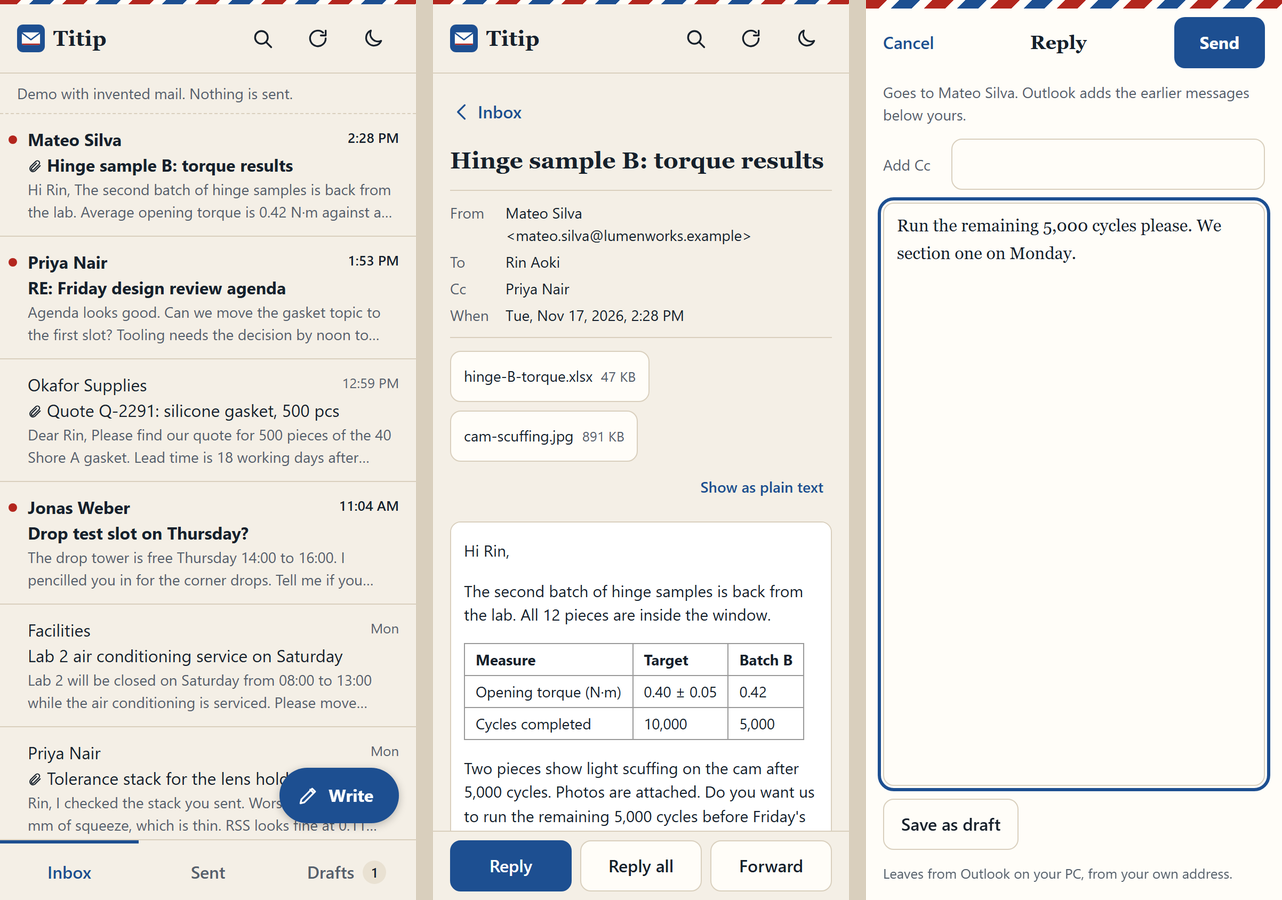 Titip
Demo with invented mail. Nothing is sent.
Mateo Silva 2:28 PM
Hinge sample B: torque results
Hi Rin, The second batch of hinge samples is back from
the lab. Average opening torque is 0.42 N·m against a...
Priya Nair 1:53 PM
RE: Friday design review agenda
Agenda looks good. Can we move the gasket topic to
the first slot? Tooling needs the decision by noon to...
Okafor Supplies 12:59 PM
Quote Q-2291: silicone gasket, 500 pcs
Dear Rin, Please find our quote for 500 pieces of the 40
Shore A gasket. Lead time is 18 working days after...
Jonas Weber 11:04 AM
Drop test slot on Thursday?
The drop tower is free Thursday 14:00 to 16:00. I
pencilled you in for the corner drops. Tell me if you...
Facilities Mon
Lab 2 air conditioning service on Saturday
Lab 2 will be closed on Saturday from 08:00 to 13:00
while the air conditioning is serviced. Please move...
Priya Nair Mon
Tolerance stack for the lens
Rin, I checked the stack you sent.
mm of squeeze, which is thin. RSS looks fine at
Write
Inbox Sent Drafts 1
Titip
Inbox
Hinge sample B: torque results
From Mateo Silva
<mateo.silva@lumenworks.example>
To Rin Aoki
Cc Priya Nair
When Tue, Nov 17, 2026, 2:28 PM
hinge-B-torque.xlsx 47 KB
cam-scuffing.jpg 891 KB
Show as plain text
Hi Rin,
The second batch of hinge samples is back from
the lab. All 12 pieces are inside the window.
Measure Target Batch B
Opening torque (N·m) 0.40 ± 0.05 0.42
Cycles completed 10,000 5,000
Two pieces show light scuffing on the cam after
5,000 cycles. Photos are attached. Do you want us
to run the remaining 5,000 cycles before Friday's
Reply Reply all Forward
Cancel Reply Send
Goes to Mateo Silva. Outlook adds the earlier messages
below yours.
Add Cc
Run the remaining 5,000 cycles please. We
section one on Monday.
Save as draft
Leaves from Outlook on your PC, from your own address.